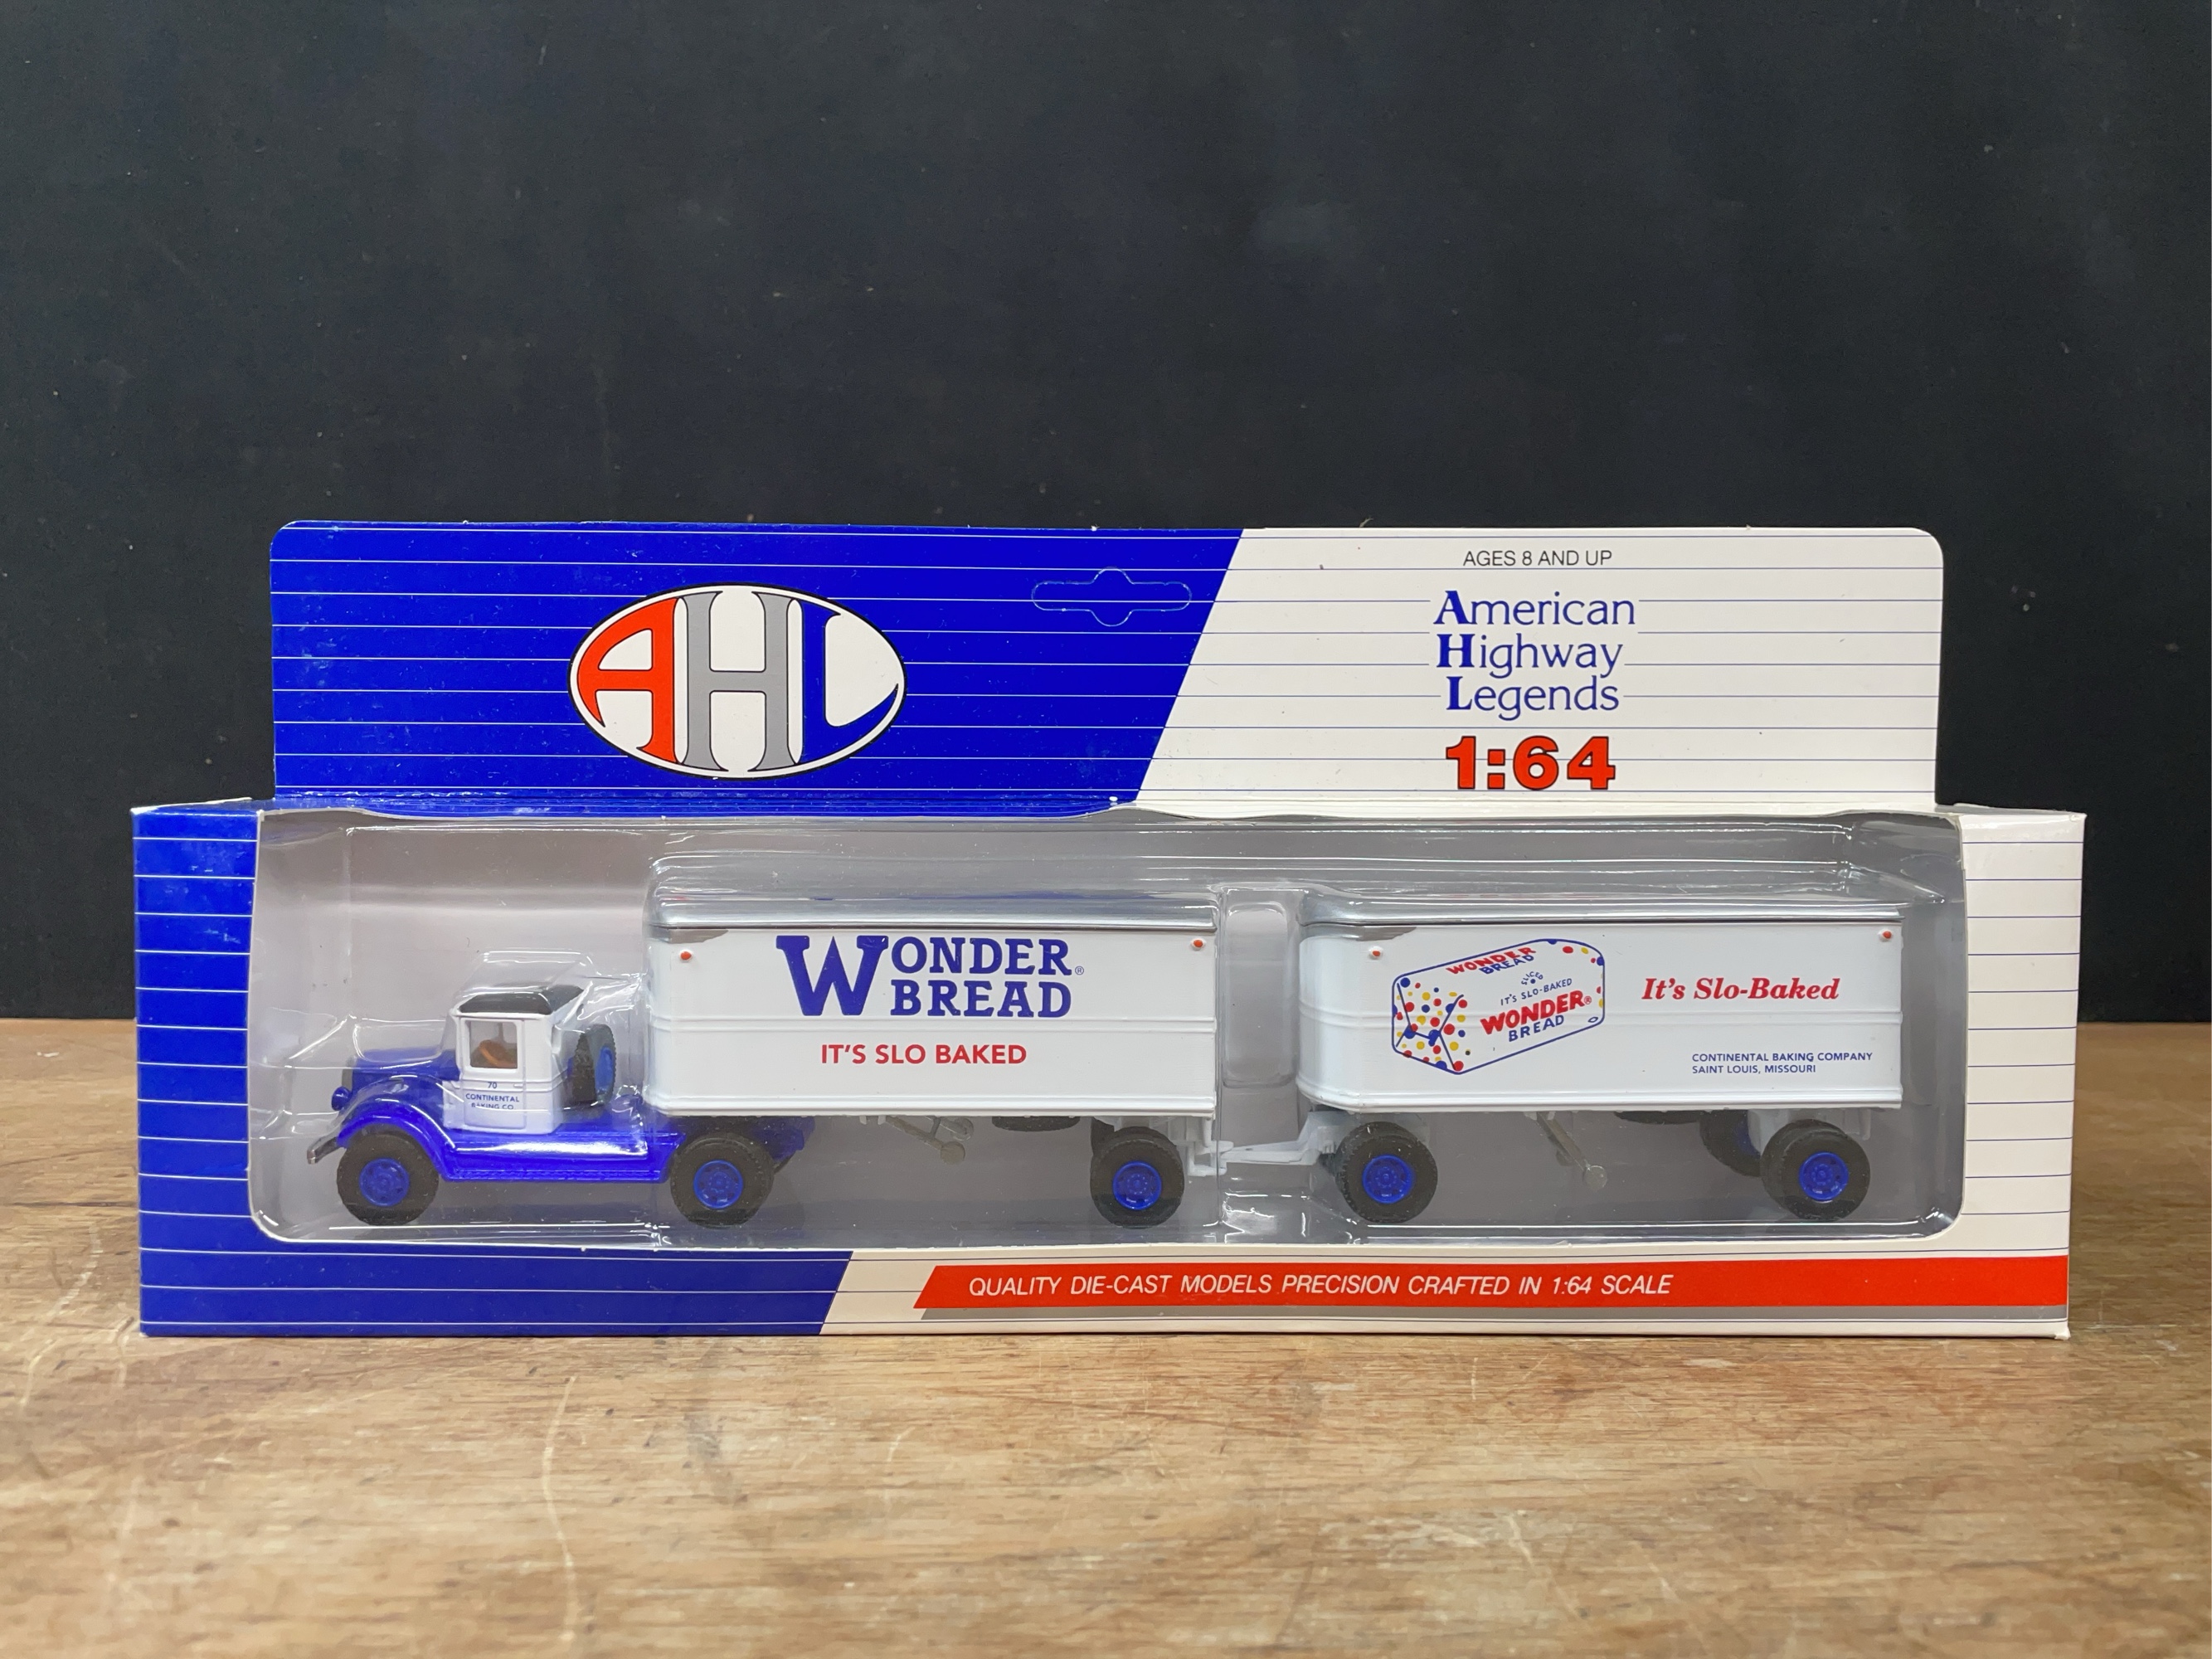 AHL
AGES 8 AND UP
American
Highway
Legends
1:64
WONDER®
BREAD
IT'S SLO BAKED
70
CONTINENTAL
BAKING CO.
WONDER
BREAD
SLICED
IT'S SLO-BAKED
WONDER®
BREAD
It's Slo-Baked
CONTINENTAL BAKING COMPANY
SAINT LOUIS, MISSOURI
QUALITY DIE-CAST MODELS PRECISION CRAFTED IN 1:64 SCALE